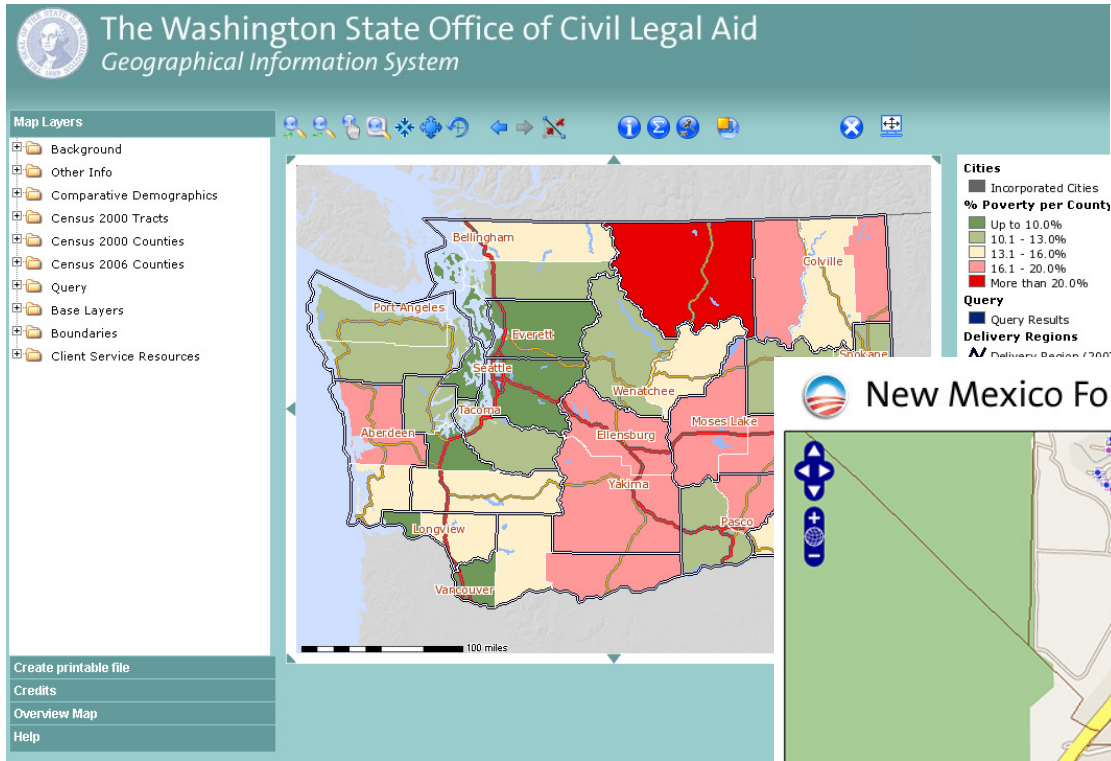 The Washington State Office of Civil Legal Aid
Geographical Information System
Map Layers
Background
Other Info
Comparative Demographics
Census 2000 Tracts
Census 2000 Counties
Census 2006 Counties
Query
Base Layers
Boundaries
Client Service Resources
Create printable file
Credits
Overview Map
Help
Bellingham
Colville
Port Angeles
Everett
Spokane
Seattle
Wenatchee
Tacoma
Moses Lake
Aberdeen
Ellensburg
Yakima
Pasco
Longview
Vancouver
100 miles
Cities
Incorporated Cities
% Poverty per County
Up to 10.0%
10.1 - 13.0%
13.1 - 16.0%
16.1 - 20.0%
More than 20.0%
Query
Query Results
Delivery Regions
Delivery Region (200
New Mexico Fo